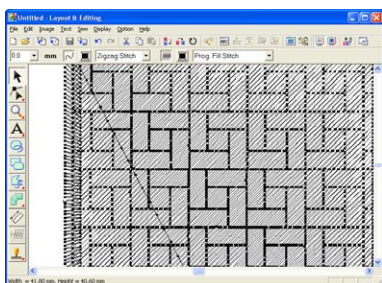 Untitled - Layout & Editing
File Edit Image Text Sew Display Option Help
0.0 mm Zigzag Stitch Prog. Fill Stitch
A
Width = 41.80 mm, Height = 40.60 mm